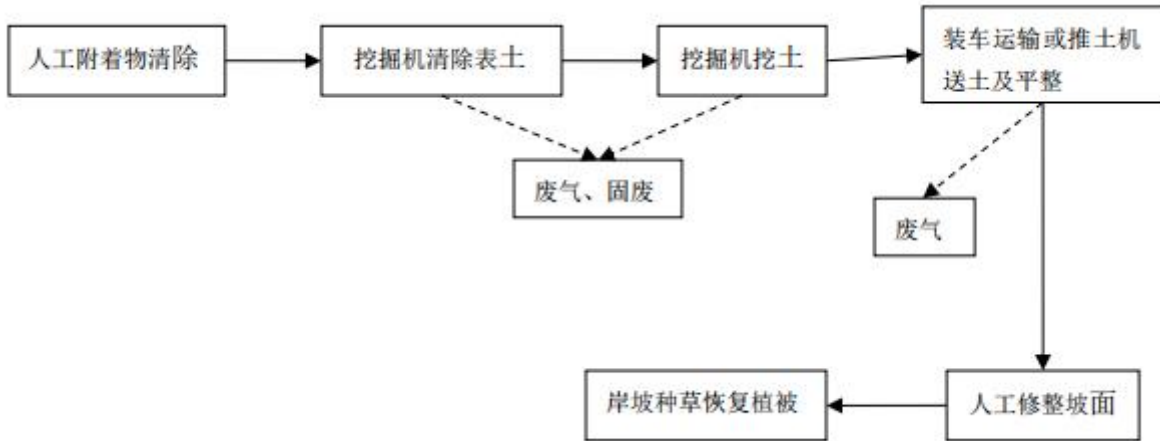 人工附着物清除
挖掘机清除表土
挖掘机挖土
装车运输或推土机
送土及平整
废气、固废
废气
岸坡种草恢复植被
人工修整坡面